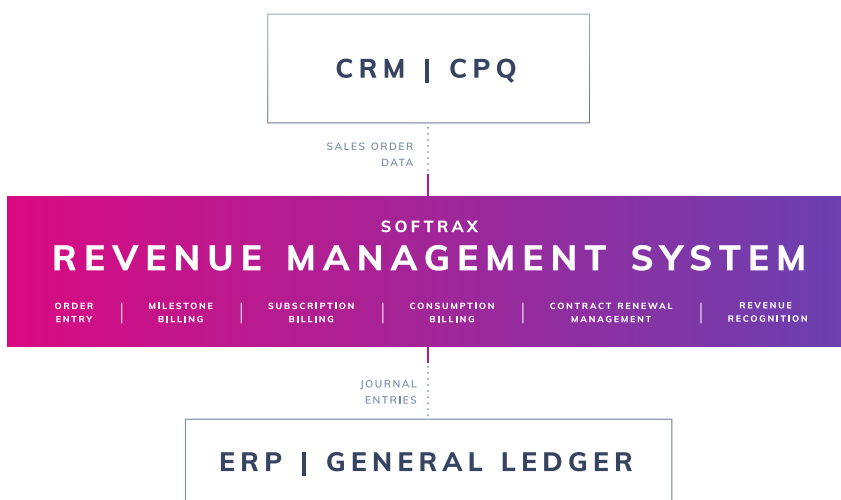 CRM | CPQ
SALES ORDER
DATA
SOFTRAX
REVENUE MANAGEMENT SYSTEM
ORDER
ENTRY
MILESTONE
BILLING
SUBSCRIPTION
BILLING
CONSUMPTION
BILLING
CONTRACT RENEWAL
MANAGEMENT
REVENUE
RECOGNITION
JOURNAL
ENTRIES
ERP | GENERAL LEDGER